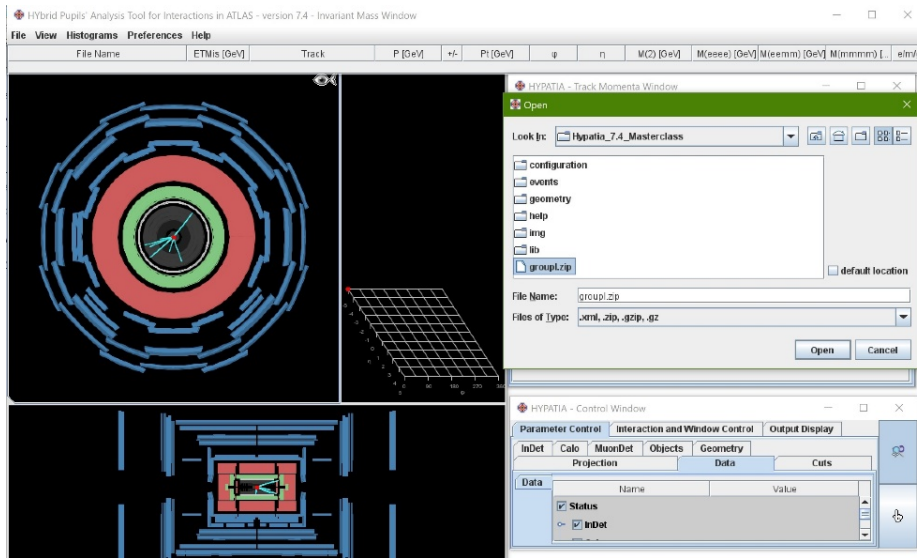 HYbrid Pupils' Analysis Tool for Interactions in ATLAS - version 7.4 - Invariant Mass Window
File View Histograms Preferences Help
File Name ETMis [GeV] Track P [GeV] +/- Pt [GeV] φ η M(2) [GeV] M(eeee) [GeV] M(eemm) [GeV] M(mmmm) [... e/m/
HYPATIA - Track Momenta Window
Open
Look In: Hypatia_7.4_Masterclass
configuration
events
geometry
help
img
lib
groupI.zip
default location
File Name: groupI.zip
Files of Type: .xml, .zip, .gzip, .gz
Open Cancel
HYPATIA - Control Window
Parameter Control Interaction and Window Control Output Display
InDet Calo MuonDet Objects Geometry
Projection Data Cuts
Data
Name Value
Status
InDet